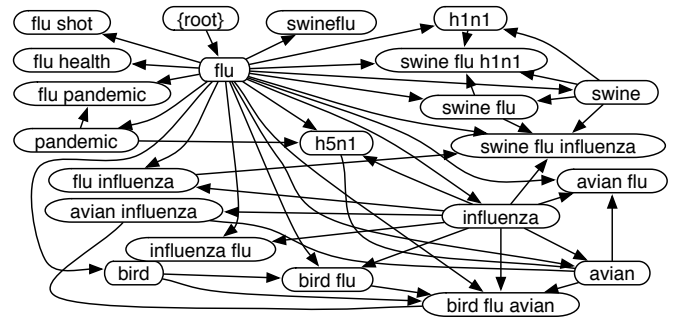 flu shot
{root}
swineflu
h1n1
flu health
flu
swine flu h1n1
flu pandemic
swine flu
swine
pandemic
h5n1
swine flu influenza
flu influenza
avian flu
avian influenza
influenza
influenza flu
bird
bird flu
avian
bird flu avian